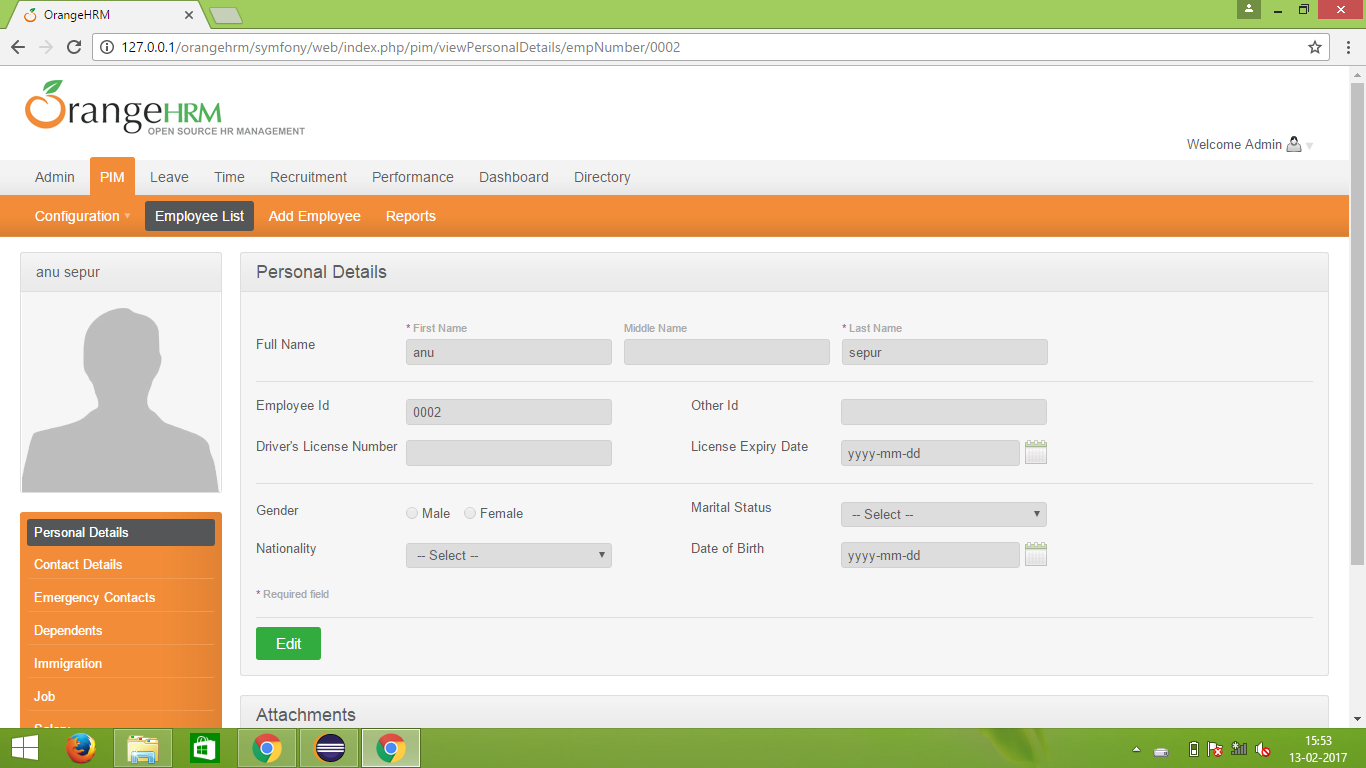 OrangeHRM
127.0.0.1/orangehrm/symfony/web/index.php/pim/viewPersonalDetails/empNumber/0002
OrangeHRM
OPEN SOURCE HR MANAGEMENT
Welcome Admin
Admin PIM Leave Time Recruitment Performance Dashboard Directory
Configuration Employee List Add Employee Reports
anu sepur
Personal Details
Full Name
* First Name Middle Name * Last Name
anu sepur
Employee Id 0002 Other Id
Driver's License Number License Expiry Date yyyy-mm-dd
Gender Male Female Marital Status -- Select --
Nationality -- Select -- Date of Birth yyyy-mm-dd
* Required field
Edit
Personal Details
Contact Details
Emergency Contacts
Dependents
Immigration
Job
Salary
Attachments
15:53
13-02-2017